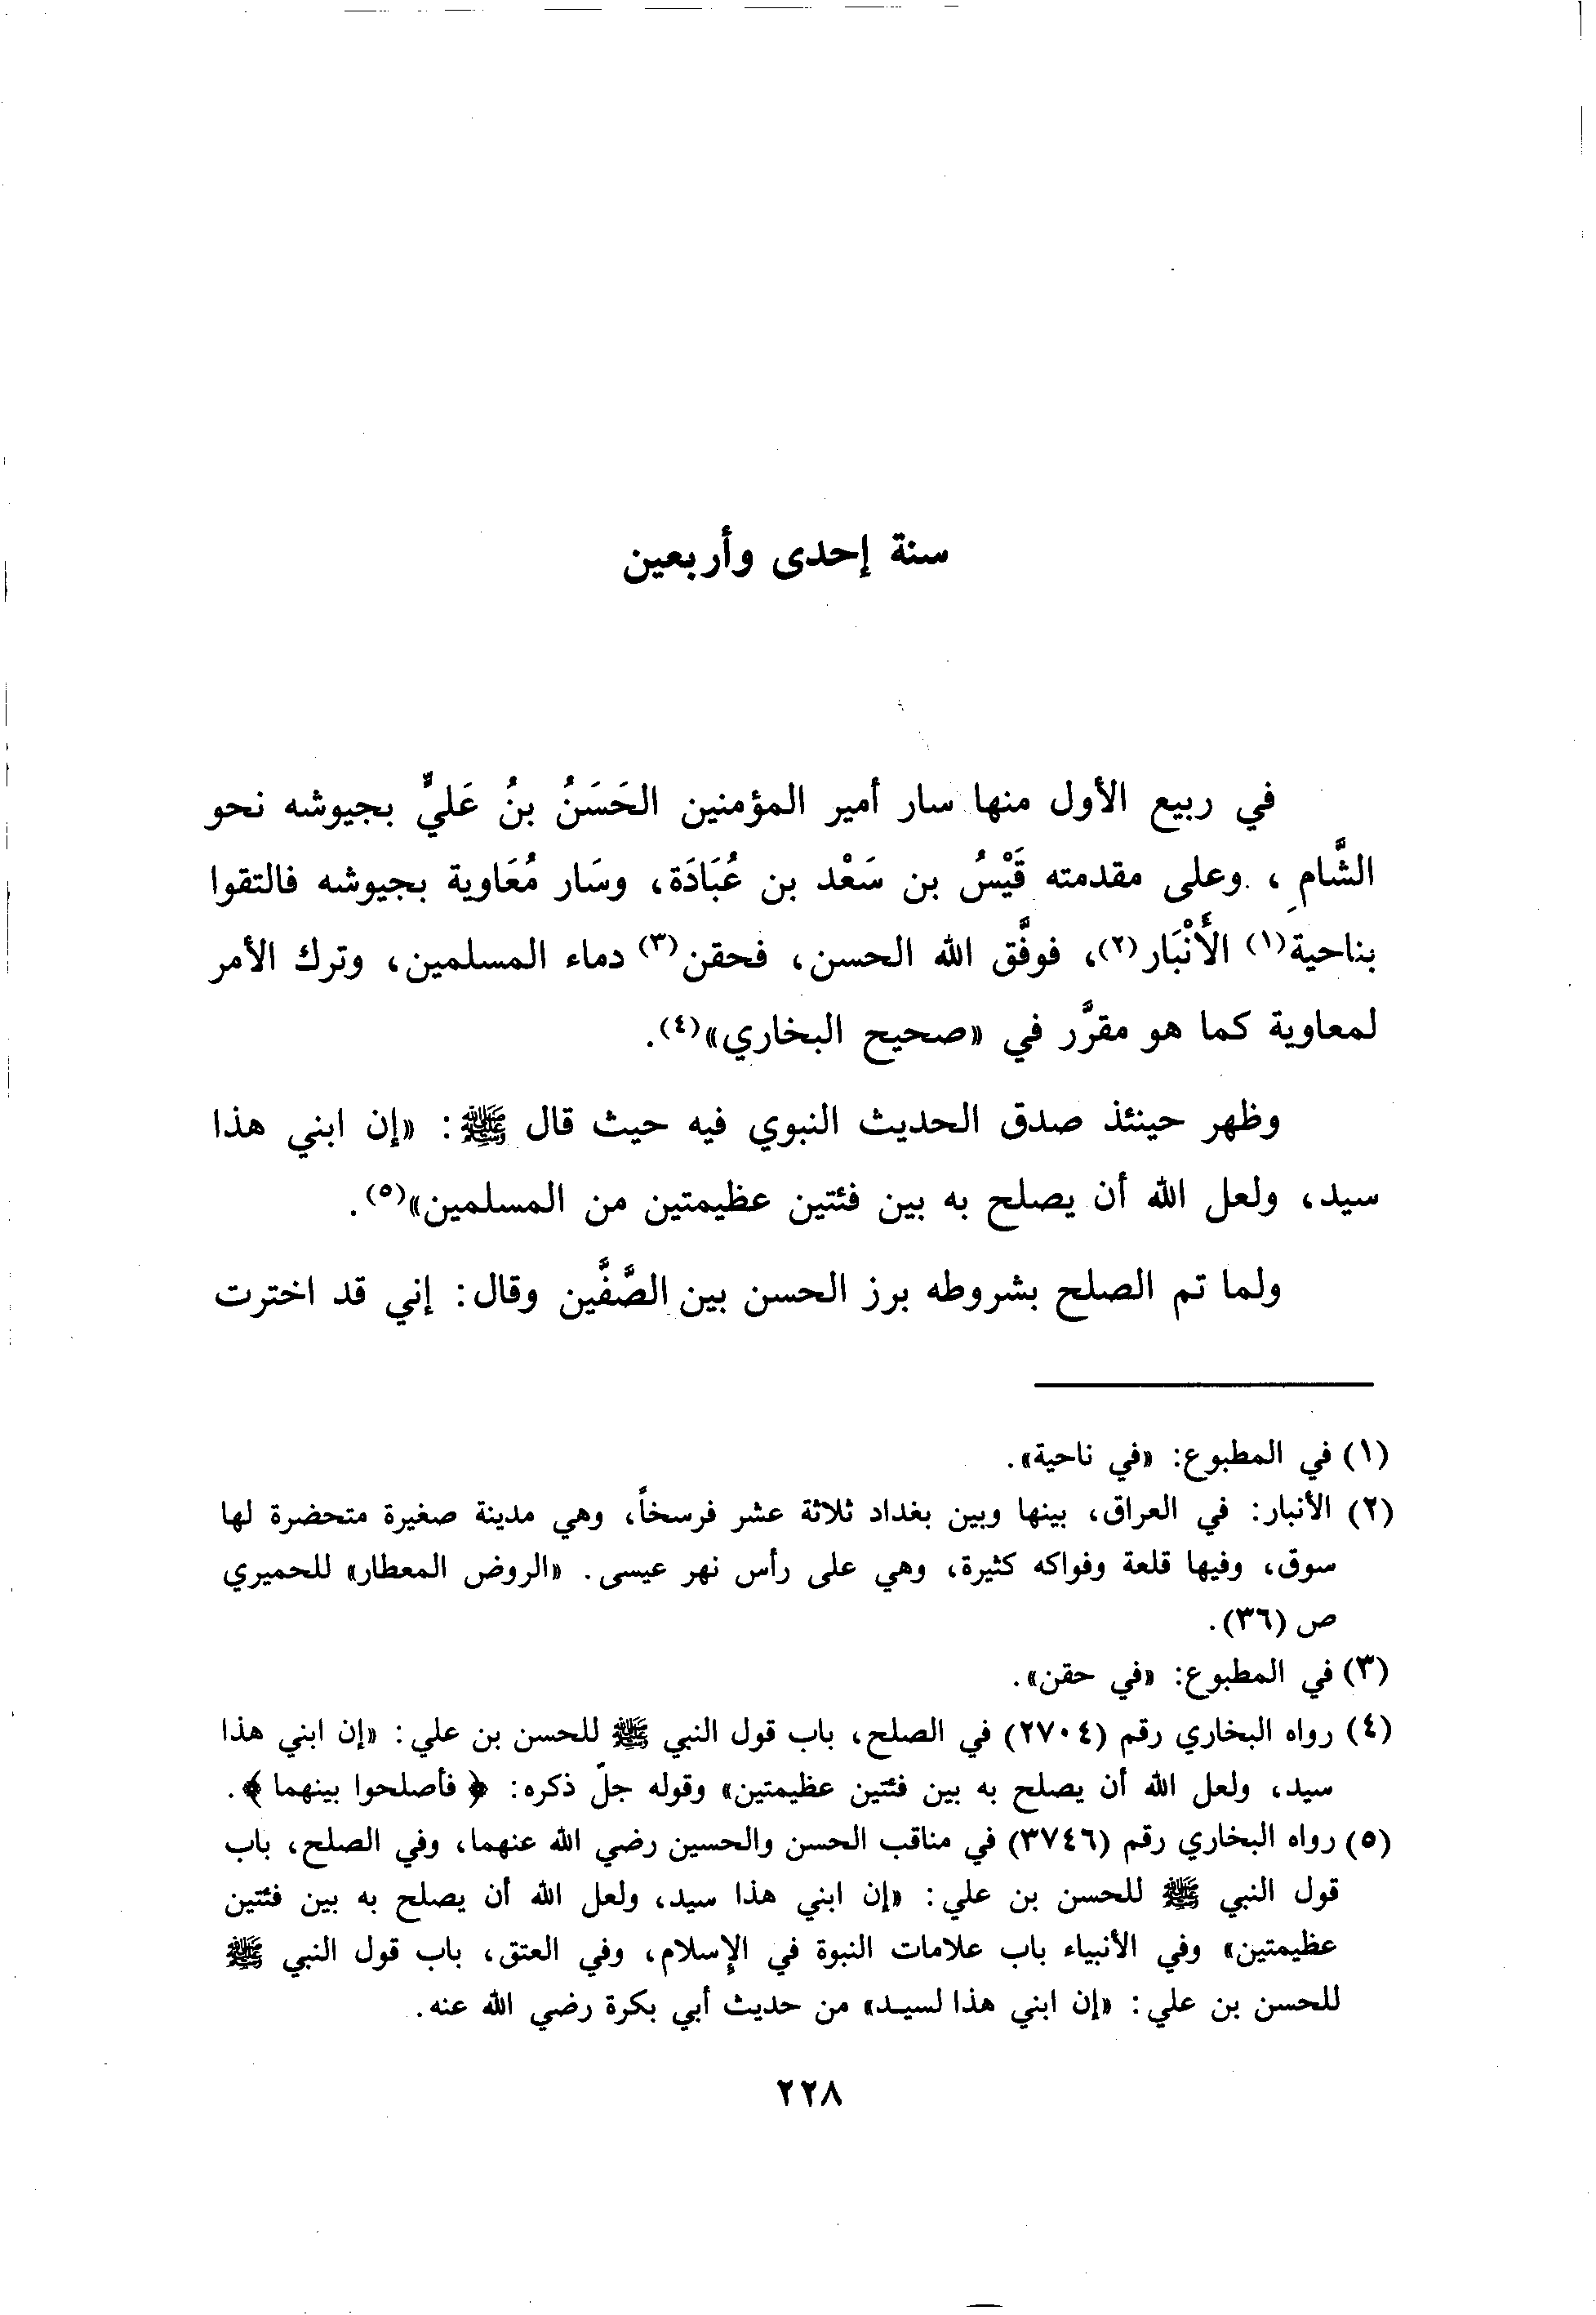 سنة إحدى وأربعين
في ربيع الأول منها سار أمير المؤمنين الحَسَنُ بنُ عَليٍّ بجيوشه نحو
الشَّامِ، وعلى مقدمته قَيْسُ بن سَعْد بن عُبَادَة، وسَار مُعَاوية بجيوشه فالتقوا
بناحية(١) الأَنْبَار(٢)، فوفَّق الله الحسن، فحقن(٣) دماء المسلمين، وترك الأمر
لمعاوية كما هو مقرَّر في «صحيح البخاري»(٤).
وظهر حينئذ صدق الحديث النبوي فيه حيث قال ﷺ: «إن ابني هذا
سيد، ولعل الله أن يصلح به بين فئتين عظيمتين من المسلمين»(٥).
ولما تم الصلح بشروطه برز الحسن بين الصَّفَّين وقال: إني قد اخترت
(١) في المطبوع: «في ناحية».
(٢) الأنبار: في العراق، بينها وبين بغداد ثلاثة عشر فرسخاً، وهي مدينة صغيرة متحضرة لها
سوق، وفيها قلعة وفواكه كثيرة، وهي على رأس نهر عيسى. «الروض المعطار» للحميري
ص (٣٦).
(٣) في المطبوع: «في حقن».
(٤) رواه البخاري رقم (٢٧٠٤) في الصلح، باب قول النبي ﷺ للحسن بن علي: «إن ابني هذا
سيد، ولعل الله أن يصلح به بين فئتين عظيمتين» وقوله جلّ ذكره: ﴿فأصلحوا بينهما﴾.
(٥) رواه البخاري رقم (٣٧٤٦) في مناقب الحسن والحسين رضي الله عنهما، وفي الصلح، باب
قول النبي ﷺ للحسن بن علي: «إن ابني هذا سيد، ولعل الله أن يصلح به بين فئتين
عظيمتين» وفي الأنبياء باب علامات النبوة في الإسلام، وفي العتق، باب قول النبي ﷺ
للحسن بن علي: «إن ابني هذا لسيد» من حديث أبي بكرة رضي الله عنه.
٢٢٨